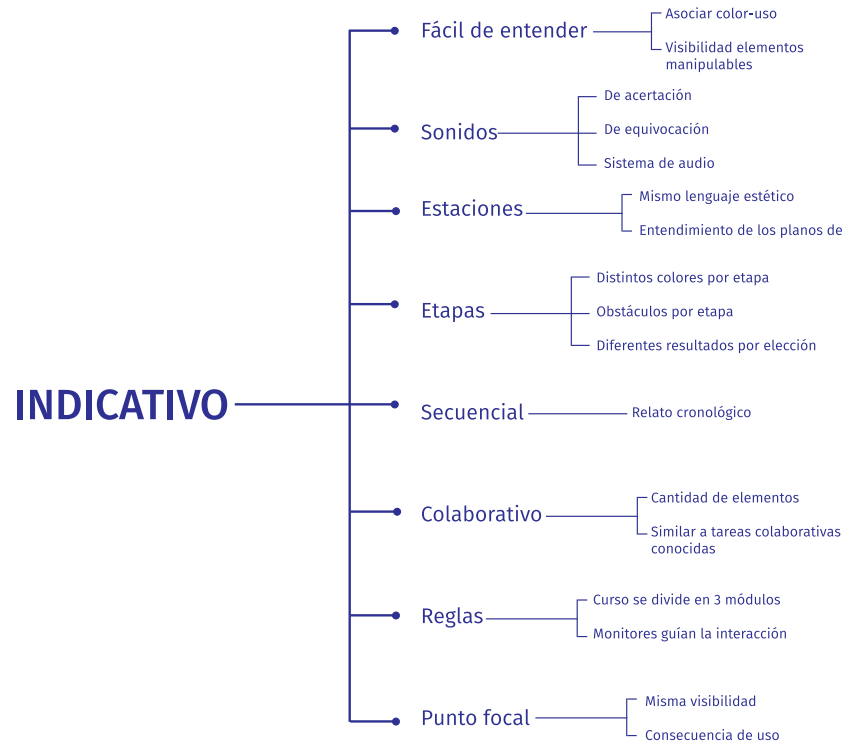 INDICATIVO
Fácil de entender
Asociar color-uso
Visibilidad elementos
manipulables
Sonidos
De acertación
De equivocación
Sistema de audio
Estaciones
Mismo lenguaje estético
Entendimiento de los planos de
Etapas
Distintos colores por etapa
Obstáculos por etapa
Diferentes resultados por elección
Secuencial
Relato cronológico
Colaborativo
Cantidad de elementos
Similar a tareas colaborativas
conocidas
Reglas
Curso se divide en 3 módulos
Monitores guían la interacción
Punto focal
Misma visibilidad
Consecuencia de uso